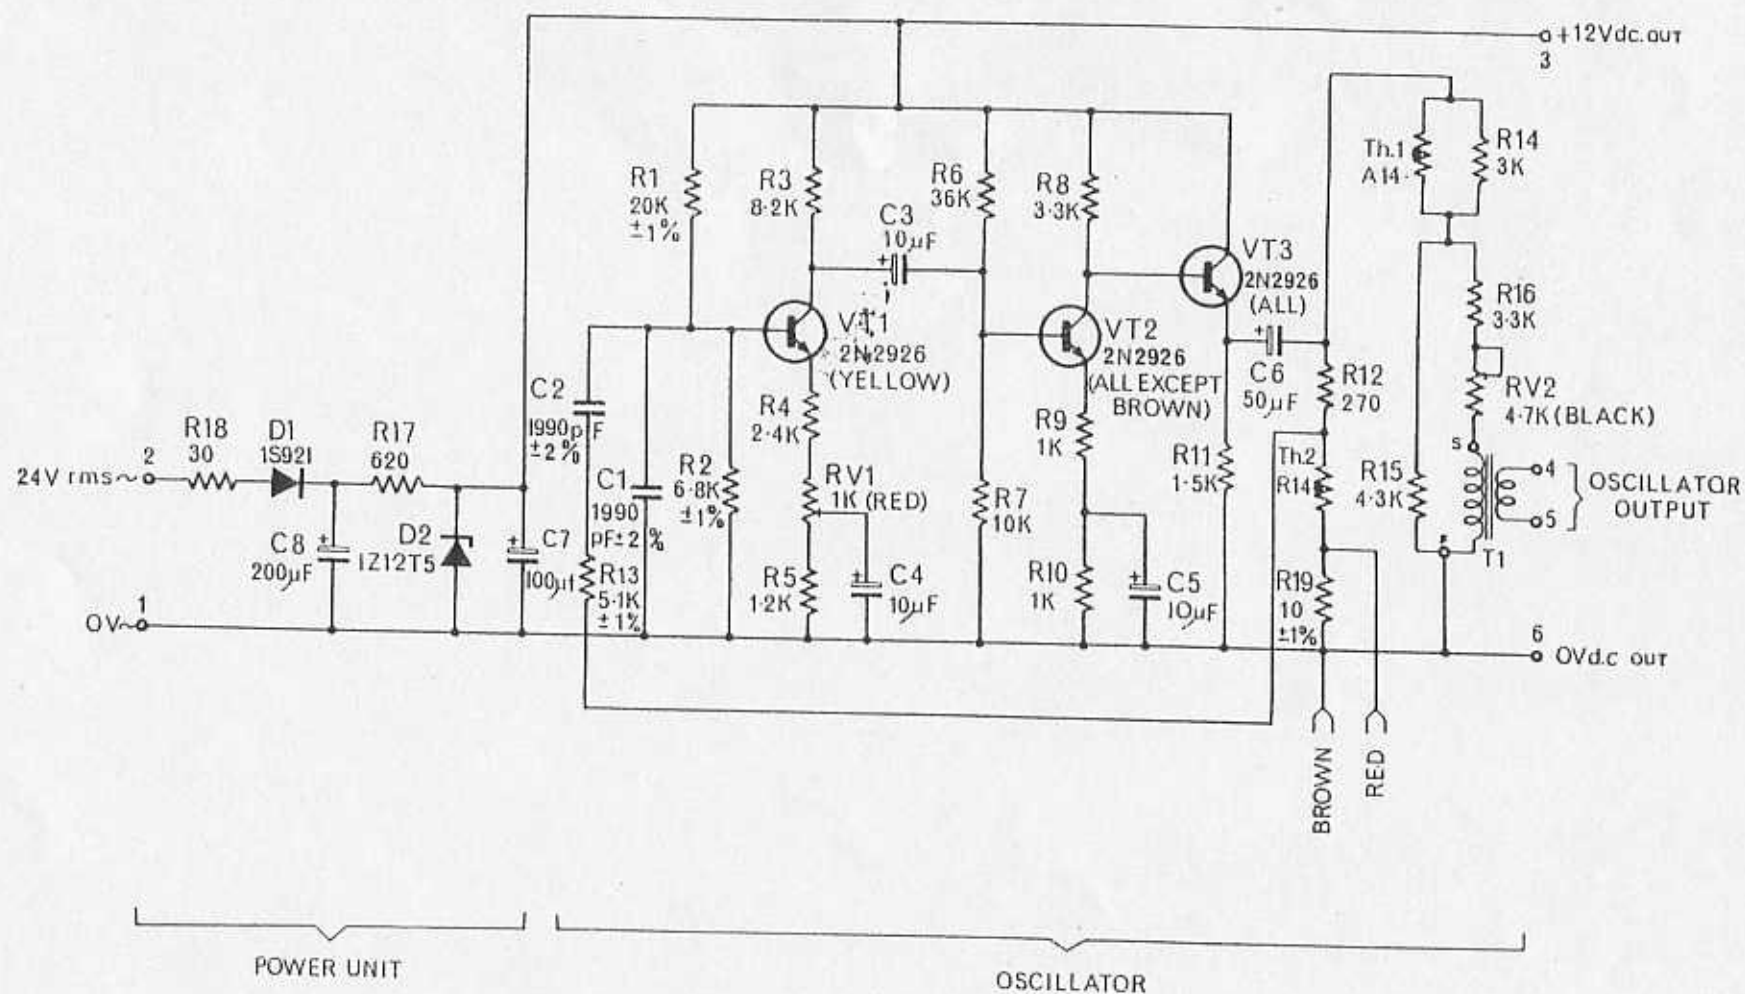 +12Vdc.out
3
R1
20K
±1%
R3
8·2K
C3
10µF
+
R6
36K
R8
3·3K
Th.1
A14
R14
3K
VT1
2N2926
(YELLOW)
VT2
2N2926
(ALL EXCEPT
BROWN)
VT3
2N2926
(ALL)
R16
3·3K
RV2
4·7K (BLACK)
C2
1990pF
±2%
R4
2·4K
R9
1K
+
C6
50µF
R12
270
R18
30
D1
1S921
R17
620
24V rms~
2
C1
1990
pF±2%
R2
6·8K
±1%
RV1
1K (RED)
R7
10K
R11
1·5K
Th.2
R14
R15
4·3K
S
F
T1
4
5
OSCILLATOR
OUTPUT
C8
200µF
+
D2
1Z12T5
+
C7
100µf
R13
5·1K
±1%
R5
1·2K
+
C4
10µF
R10
1K
+
C5
10µF
R19
10
±1%
0V~
1
6
0Vd.c out
BROWN
RED
POWER UNIT
OSCILLATOR